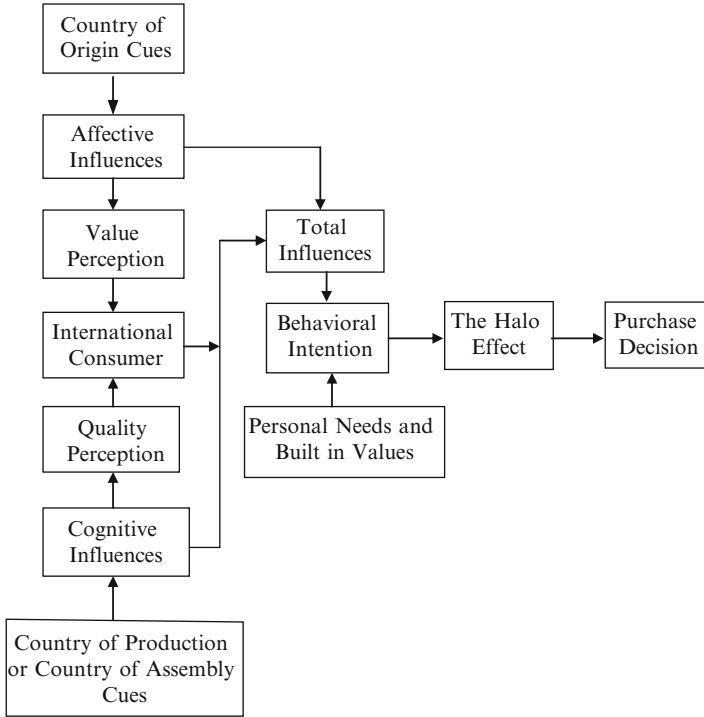 Country of
Origin Cues
Affective
Influences
Value
Perception
International
Consumer
Quality
Perception
Cognitive
Influences
Country of Production
or Country of Assembly
Cues
Total
Influences
Behavioral
Intention
Personal Needs and
Built in Values
The Halo
Effect
Purchase
Decision